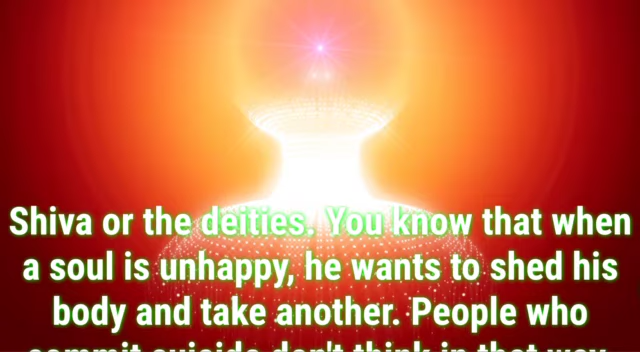 Shiva or the deities. You know that when
a soul is unhappy, he wants to shed his
body and take another. People who
commit suicide don't think in that way.